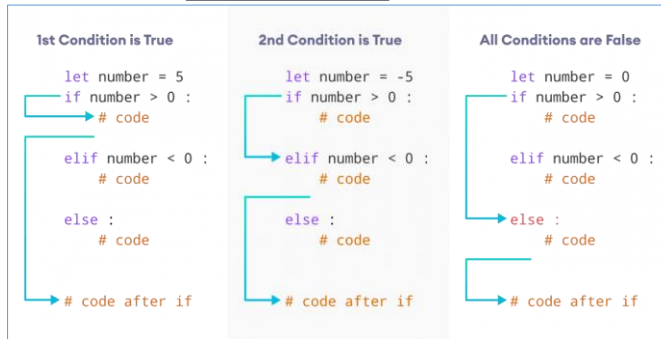 1st Condition is True
let number = 5
if number > 0 :
# code
elif number < 0 :
# code
else :
# code
# code after if
2nd Condition is True
let number = -5
if number > 0 :
# code
elif number < 0 :
# code
else :
# code
# code after if
All Conditions are False
let number = 0
if number > 0 :
# code
elif number < 0 :
# code
else :
# code
# code after if